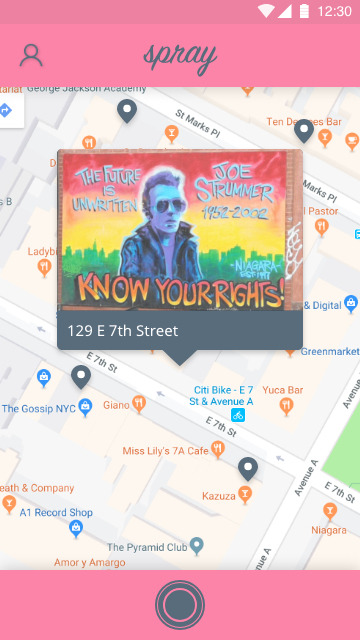 12:30
spray
George Jackson Academy
St Marks Pl
Ten Degrees Bar
Marks Pl
THE FUTURE
IS
UNWRITTEN
JOE
STRUMMER
1952-2002
Pastor
-NIAGARA-
KNOW YOUR RIGHTS!
& Digital
129 E 7th Street
Greenmarket
E 7th St
Citi Bike - E 7
St & Avenue A
Yuca Bar
The Gossip NYC
Giano
E 7th St
Avenue A
Miss Lily's 7A Cafe
Avenue A
E 7th St
eath & Company
Kazuza
A1 Record Shop
Niagara
The Pyramid Club
nue A
Amor y Amargo